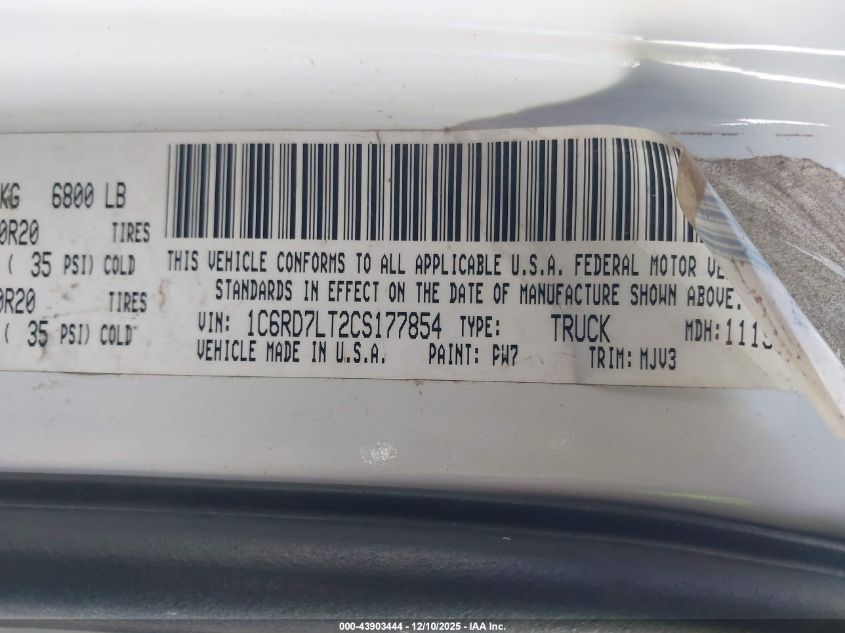 KG 6800 LB
0R20 TIRES
( 35 PSI) COLD
0R20 TIRES
( 35 PSI) COLD
THIS VEHICLE CONFORMS TO ALL APPLICABLE U.S.A. FEDERAL MOTOR VE
STANDARDS IN EFFECT ON THE DATE OF MANUFACTURE SHOWN ABOVE.
VIN: 1C6RD7LT2CS177854 TYPE: TRUCK MDH: 111
VEHICLE MADE IN U.S.A. PAINT: PW7 TRIM: MJV3
000-43903444 - 12/10/2025 - IAA Inc.